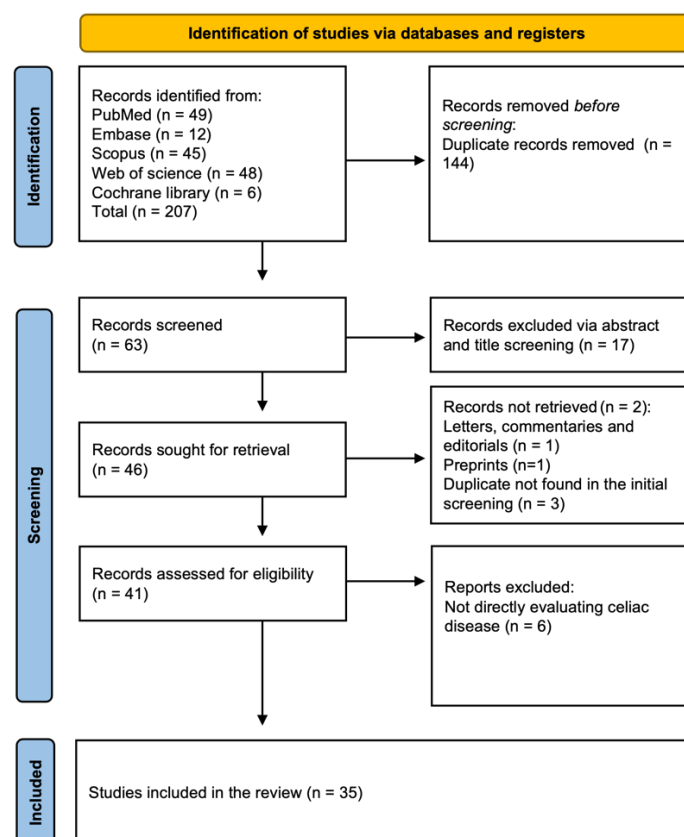 Identification of studies via databases and registers
Identification
Records identified from:
PubMed (n = 49)
Embase (n = 12)
Scopus (n = 45)
Web of science (n = 48)
Cochrane library (n = 6)
Total (n = 207)
Records removed before
screening:
Duplicate records removed (n =
144)
Screening
Records screened
(n = 63)
Records excluded via abstract
and title screening (n = 17)
Records sought for retrieval
(n = 46)
Records not retrieved (n = 2):
Letters, commentaries and
editorials (n = 1)
Preprints (n=1)
Duplicate not found in the initial
screening (n = 3)
Records assessed for eligibility
(n = 41)
Reports excluded:
Not directly evaluating celiac
disease (n = 6)
Included
Studies included in the review (n = 35)